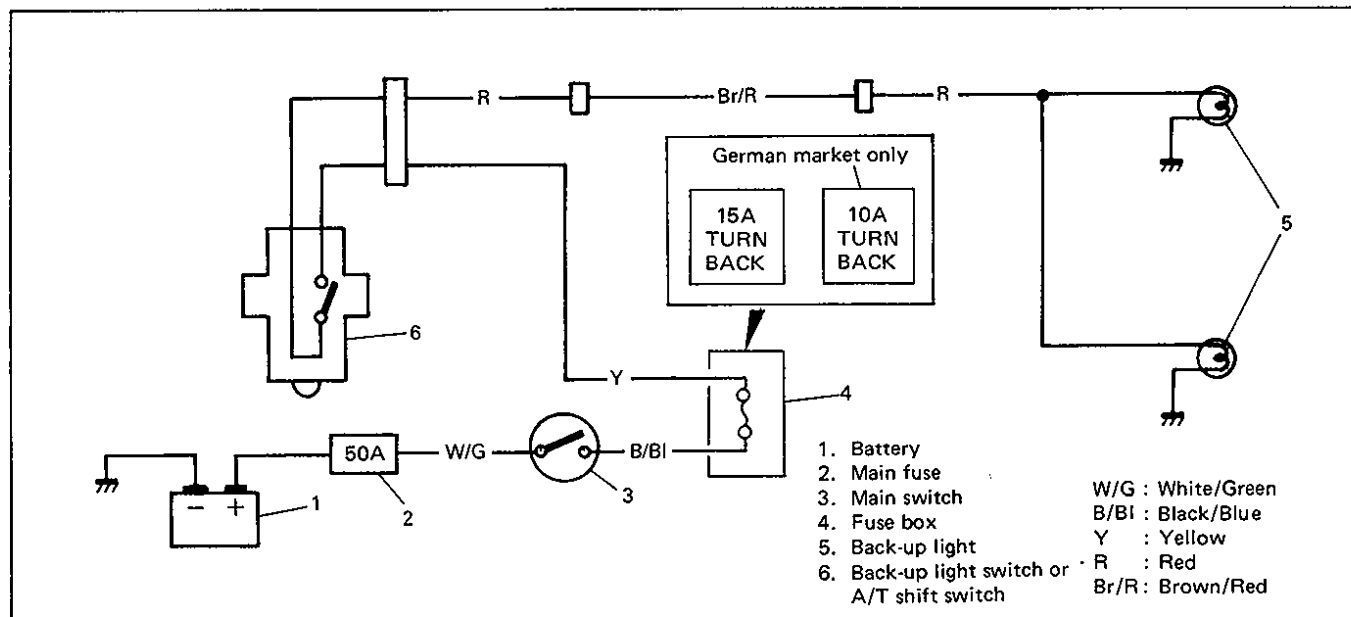 R
Br/R
R
German market only
15A
TURN
BACK
10A
TURN
BACK
5
6
Y
4
50A
W/G
B/Bl
1
2
3
− +
1. Battery
2. Main fuse
3. Main switch
4. Fuse box
5. Back-up light
6. Back-up light switch or
A/T shift switch
W/G : White/Green
B/Bl : Black/Blue
Y : Yellow
R : Red
Br/R : Brown/Red